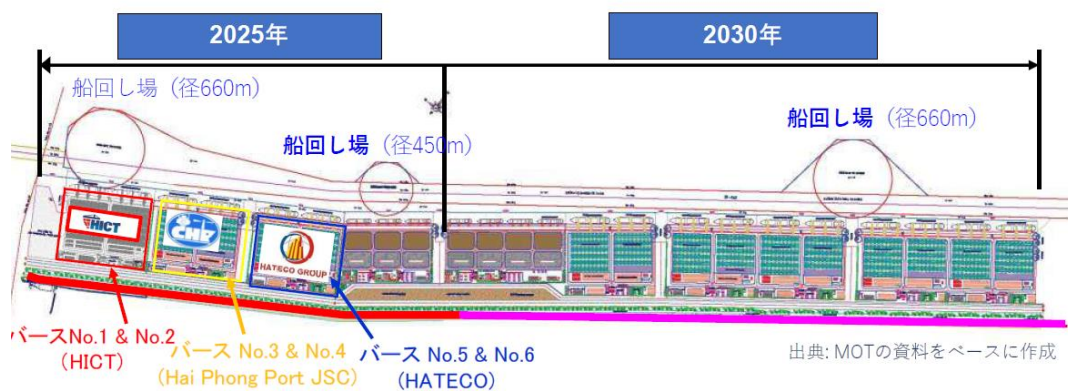 2025年
2030年
船回し場（径660m）
船回し場（径450m）
船回し場（径660m）
HICT
CHP
HATECO GROUP
バースNo.1 & No.2
（HICT）
バース No.3 & No.4
（Hai Phong Port JSC）
バース No.5 & No.6
（HATECO）
出典: MOTの資料をベースに作成